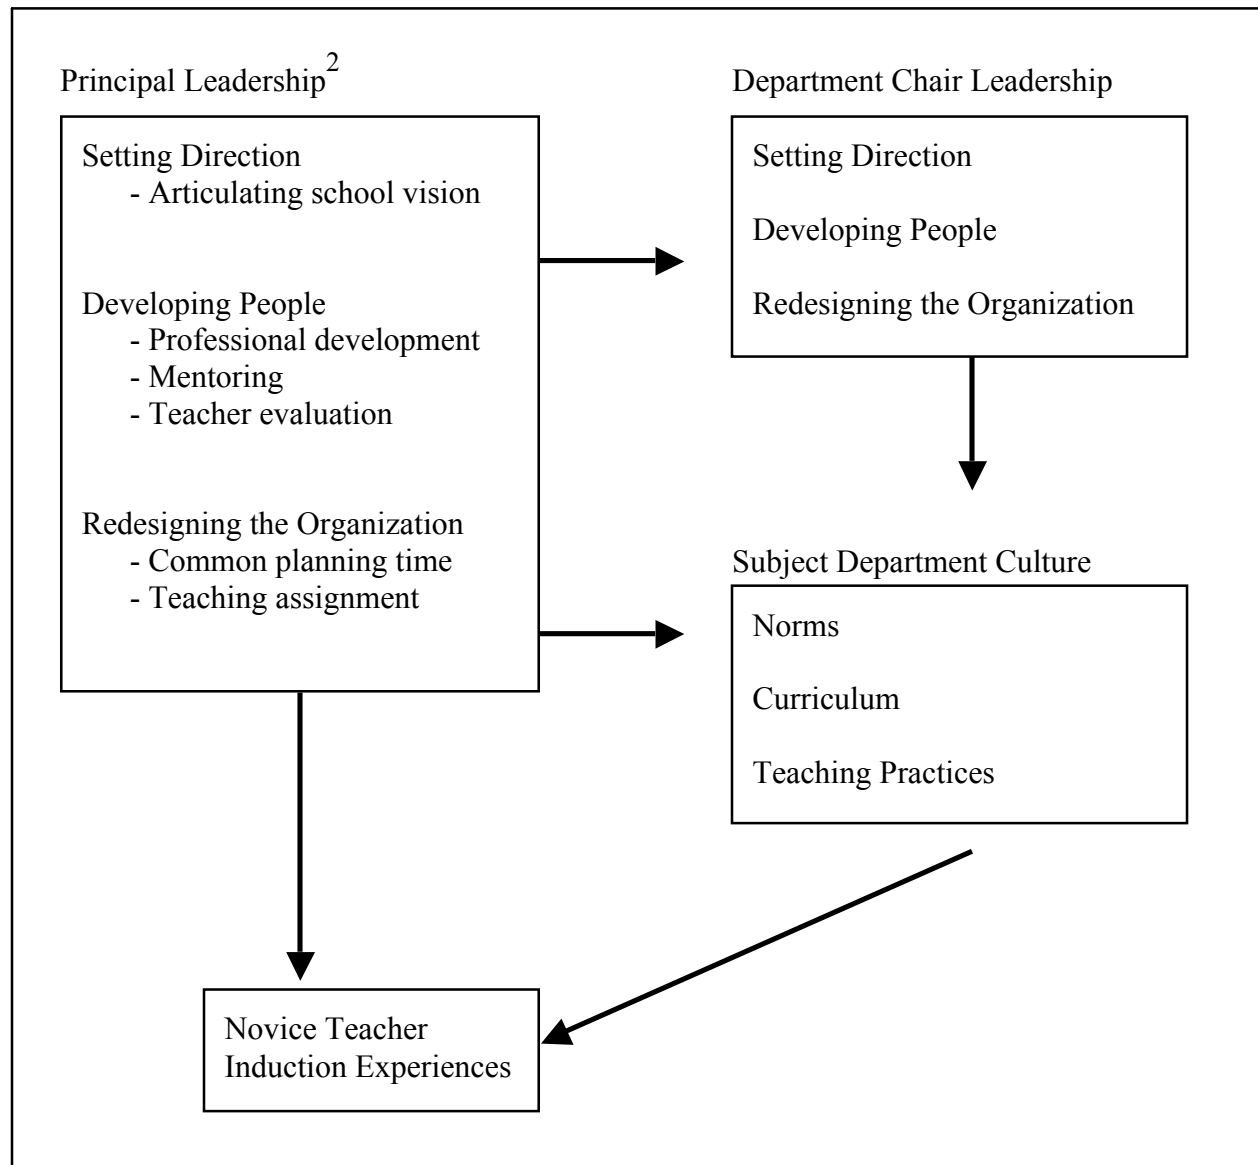 Principal Leadership2
Setting Direction
- Articulating school vision
Developing People
- Professional development
- Mentoring
- Teacher evaluation
Redesigning the Organization
- Common planning time
- Teaching assignment
Department Chair Leadership
Setting Direction
Developing People
Redesigning the Organization
Subject Department Culture
Norms
Curriculum
Teaching Practices
Novice Teacher
Induction Experiences